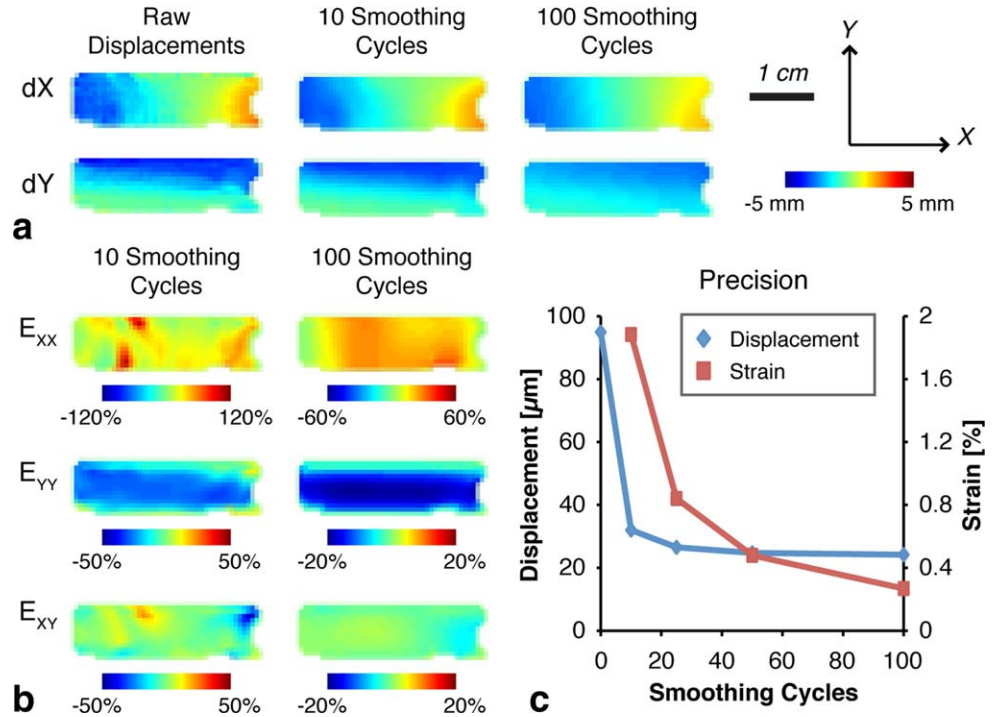 Raw
Displacements
10 Smoothing
Cycles
100 Smoothing
Cycles
dX
dY
1 cm
Y
X
-5 mm
5 mm
a
10 Smoothing
Cycles
100 Smoothing
Cycles
E_XX
-120%
120%
-60%
60%
E_YY
-50%
50%
-20%
20%
E_XY
-50%
50%
-20%
20%
b
Precision
Displacement
Strain
Displacement [µm]
100
80
60
40
20
0
Strain [%]
2
1.6
1.2
0.8
0.4
0
0
20
40
60
80
100
Smoothing Cycles
c